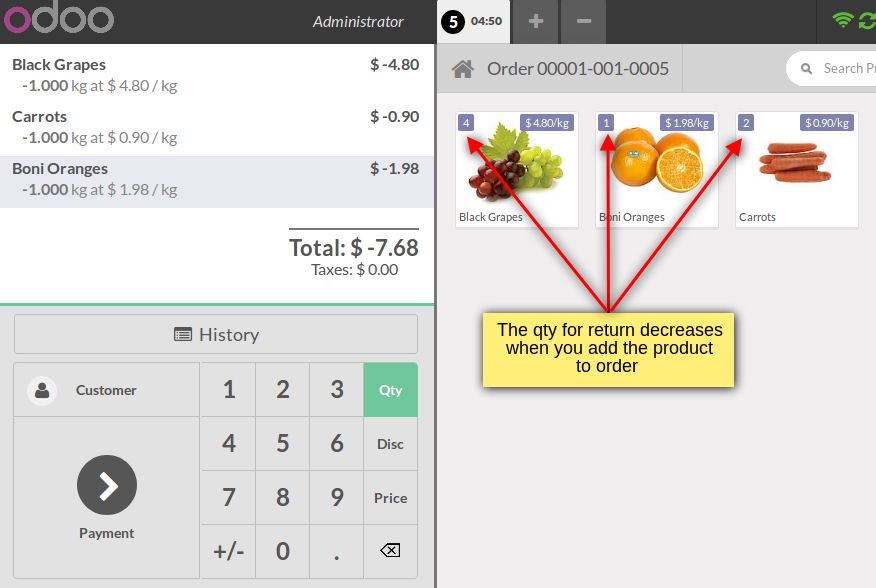 odoo
Administrator
5 04:50
+
−
Black Grapes $ -4.80
-1.000 kg at $ 4.80 / kg
Carrots $ -0.90
-1.000 kg at $ 0.90 / kg
Boni Oranges $ -1.98
-1.000 kg at $ 1.98 / kg
Total: $ -7.68
Taxes: $ 0.00
History
Customer
1 2 3 Qty
4 5 6 Disc
7 8 9 Price
+/- 0 .
Payment
Order 00001-001-0005
Search Pr
4 $ 4.80/kg
Black Grapes
1 $ 1.98/kg
Boni Oranges
2 $ 0.90/kg
Carrots
The qty for return decreases
when you add the product
to order